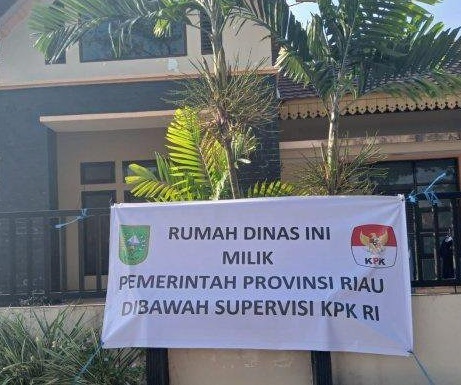 RUMAH DINAS INI
MILIK
PEMERINTAH PROVINSI RIAU
DIBAWAH SUPERVISI KPK RI
KPK